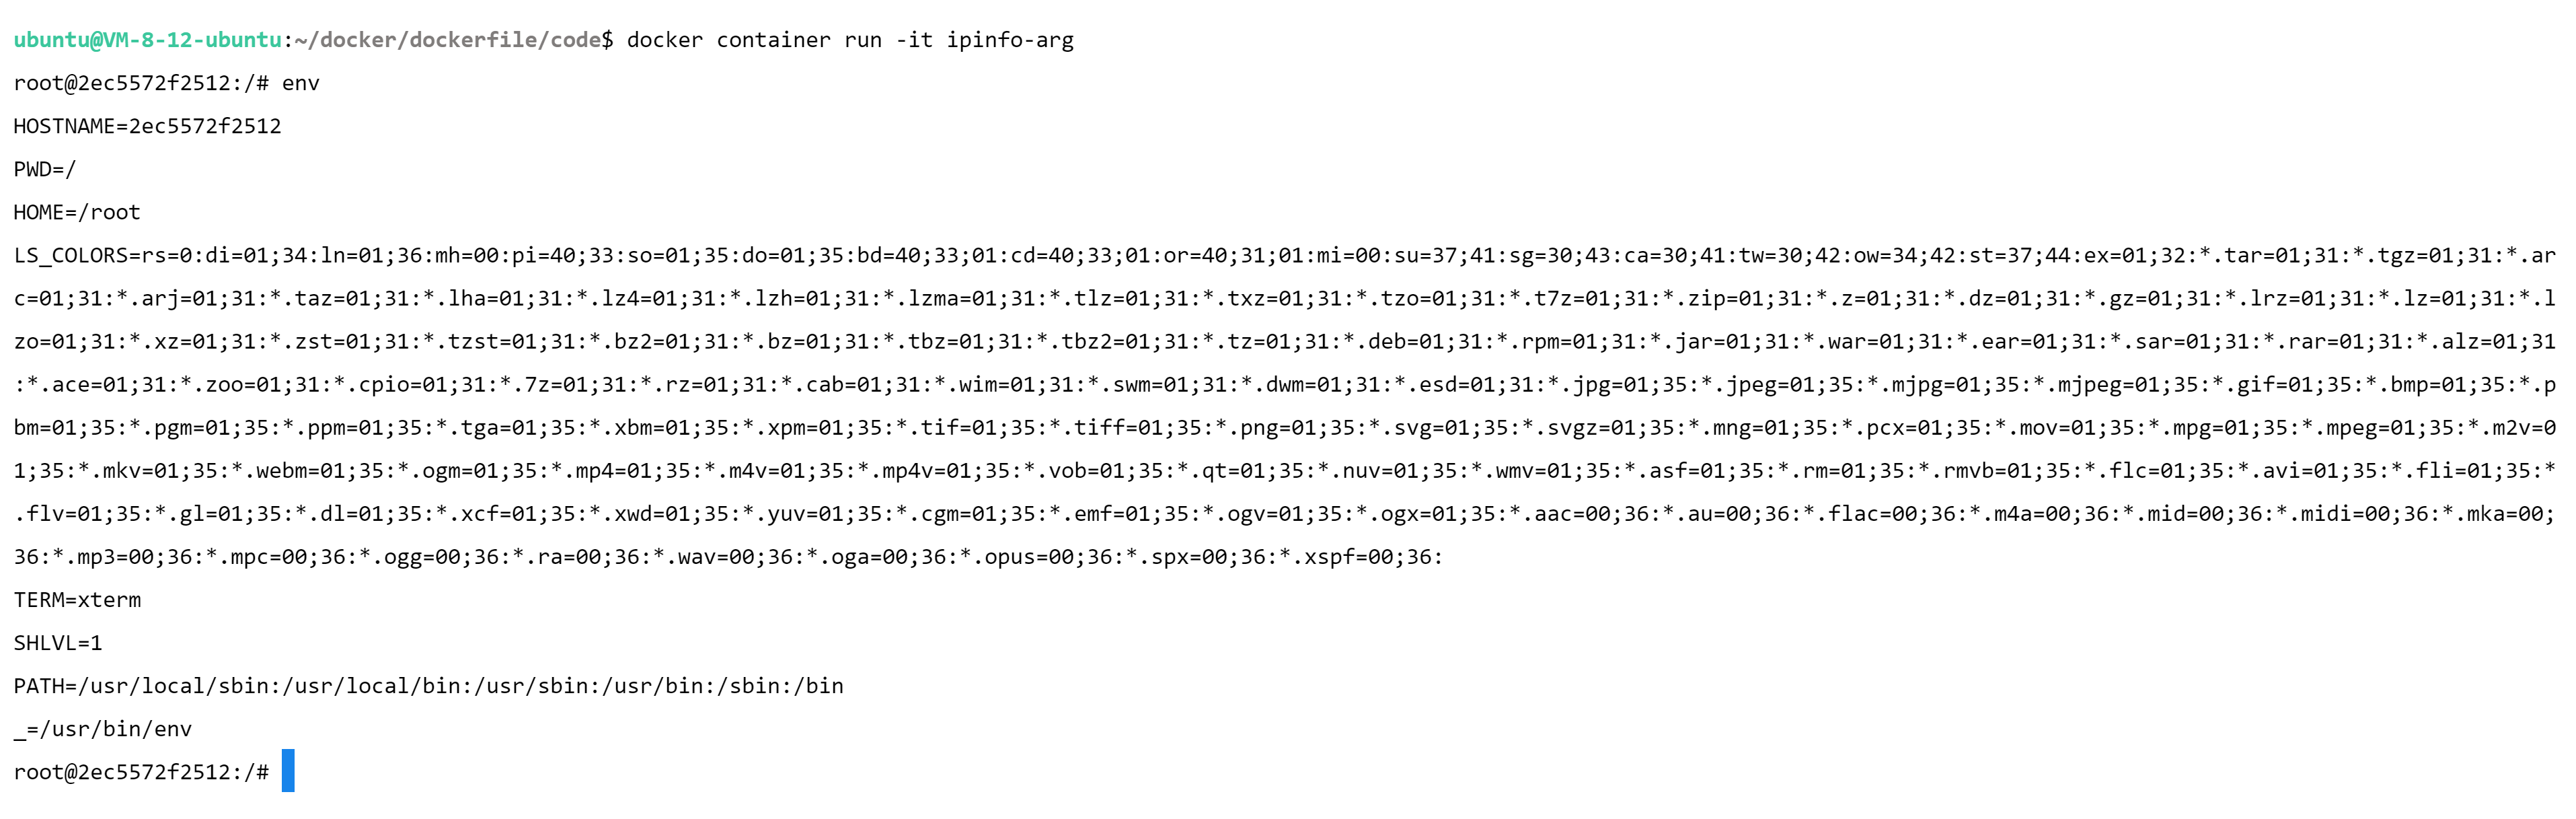 ubuntu@VM-8-12-ubuntu:~/docker/dockerfile/code$ docker container run -it ipinfo-arg
root@2ec5572f2512:/# env
HOSTNAME=2ec5572f2512
PWD=/
HOME=/root
LS_COLORS=rs=0:di=01;34:ln=01;36:mh=00:pi=40;33:so=01;35:do=01;35:bd=40;33;01:cd=40;33;01:or=40;31;01:mi=00:su=37;41:sg=30;43:ca=30;41:tw=30;42:ow=34;42:st=37;44:ex=01;32:*.tar=01;31:*.tgz=01;31:*.ar
c=01;31:*.arj=01;31:*.taz=01;31:*.lha=01;31:*.lz4=01;31:*.lzh=01;31:*.lzma=01;31:*.tlz=01;31:*.txz=01;31:*.tzo=01;31:*.t7z=01;31:*.zip=01;31:*.z=01;31:*.dz=01;31:*.gz=01;31:*.lrz=01;31:*.lz=01;31:*.l
zo=01;31:*.xz=01;31:*.zst=01;31:*.tzst=01;31:*.bz2=01;31:*.bz=01;31:*.tbz=01;31:*.tbz2=01;31:*.tz=01;31:*.deb=01;31:*.rpm=01;31:*.jar=01;31:*.war=01;31:*.ear=01;31:*.sar=01;31:*.rar=01;31:*.alz=01;31
:*.ace=01;31:*.zoo=01;31:*.cpio=01;31:*.7z=01;31:*.rz=01;31:*.cab=01;31:*.wim=01;31:*.swm=01;31:*.dwm=01;31:*.esd=01;31:*.jpg=01;35:*.jpeg=01;35:*.mjpg=01;35:*.mjpeg=01;35:*.gif=01;35:*.bmp=01;35:*.p
bm=01;35:*.pgm=01;35:*.ppm=01;35:*.tga=01;35:*.xbm=01;35:*.xpm=01;35:*.tif=01;35:*.tiff=01;35:*.png=01;35:*.svg=01;35:*.svgz=01;35:*.mng=01;35:*.pcx=01;35:*.mov=01;35:*.mpg=01;35:*.mpeg=01;35:*.m2v=0
1;35:*.mkv=01;35:*.webm=01;35:*.ogm=01;35:*.mp4=01;35:*.m4v=01;35:*.mp4v=01;35:*.vob=01;35:*.qt=01;35:*.nuv=01;35:*.wmv=01;35:*.asf=01;35:*.rm=01;35:*.rmvb=01;35:*.flc=01;35:*.avi=01;35:*.fli=01;35:*
.flv=01;35:*.gl=01;35:*.dl=01;35:*.xcf=01;35:*.xwd=01;35:*.yuv=01;35:*.cgm=01;35:*.emf=01;35:*.ogv=01;35:*.ogx=01;35:*.aac=00;36:*.au=00;36:*.flac=00;36:*.m4a=00;36:*.mid=00;36:*.midi=00;36:*.mka=00;
36:*.mp3=00;36:*.mpc=00;36:*.ogg=00;36:*.ra=00;36:*.wav=00;36:*.oga=00;36:*.opus=00;36:*.spx=00;36:*.xspf=00;36:
TERM=xterm
SHLVL=1
PATH=/usr/local/sbin:/usr/local/bin:/usr/sbin:/usr/bin:/sbin:/bin
_=/usr/bin/env
root@2ec5572f2512:/#